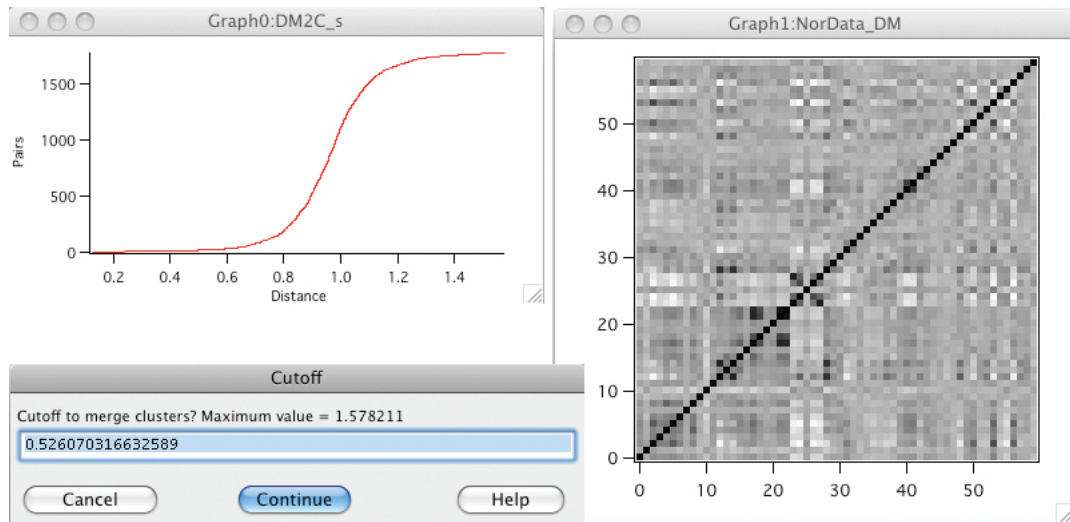 Graph0:DM2C_s
1500
1000
500
0
Pairs
0.2 0.4 0.6 0.8 1.0 1.2 1.4
Distance
Graph1:NorData_DM
50
40
30
20
10
0
0 10 20 30 40 50
Cutoff
Cutoff to merge clusters? Maximum value = 1.578211
0.526070316632589
Cancel Continue Help